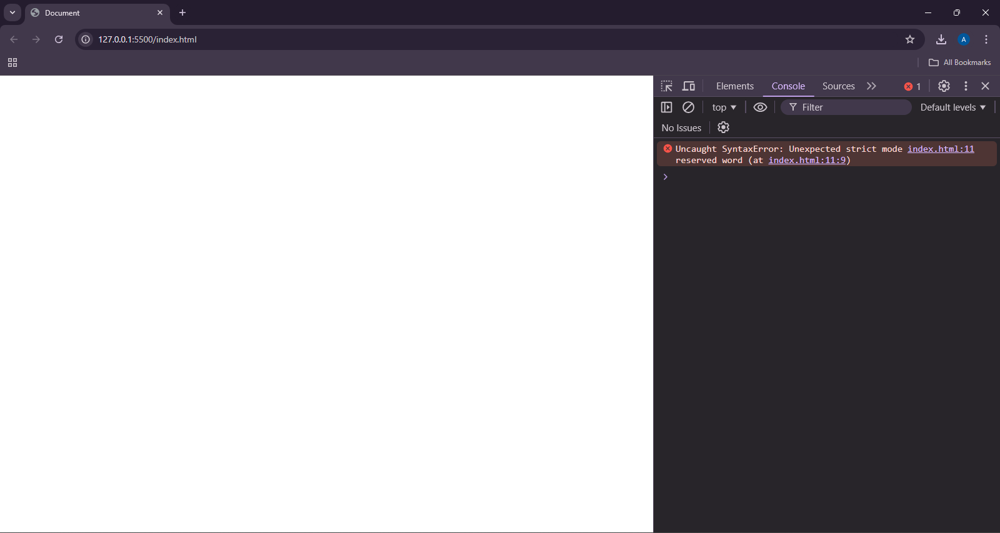 Document
127.0.0.1:5500/index.html
A
All Bookmarks
Elements Console Sources 1
top Filter Default levels
No Issues
Uncaught SyntaxError: Unexpected strict mode index.html:11
reserved word (at index.html:11:9)